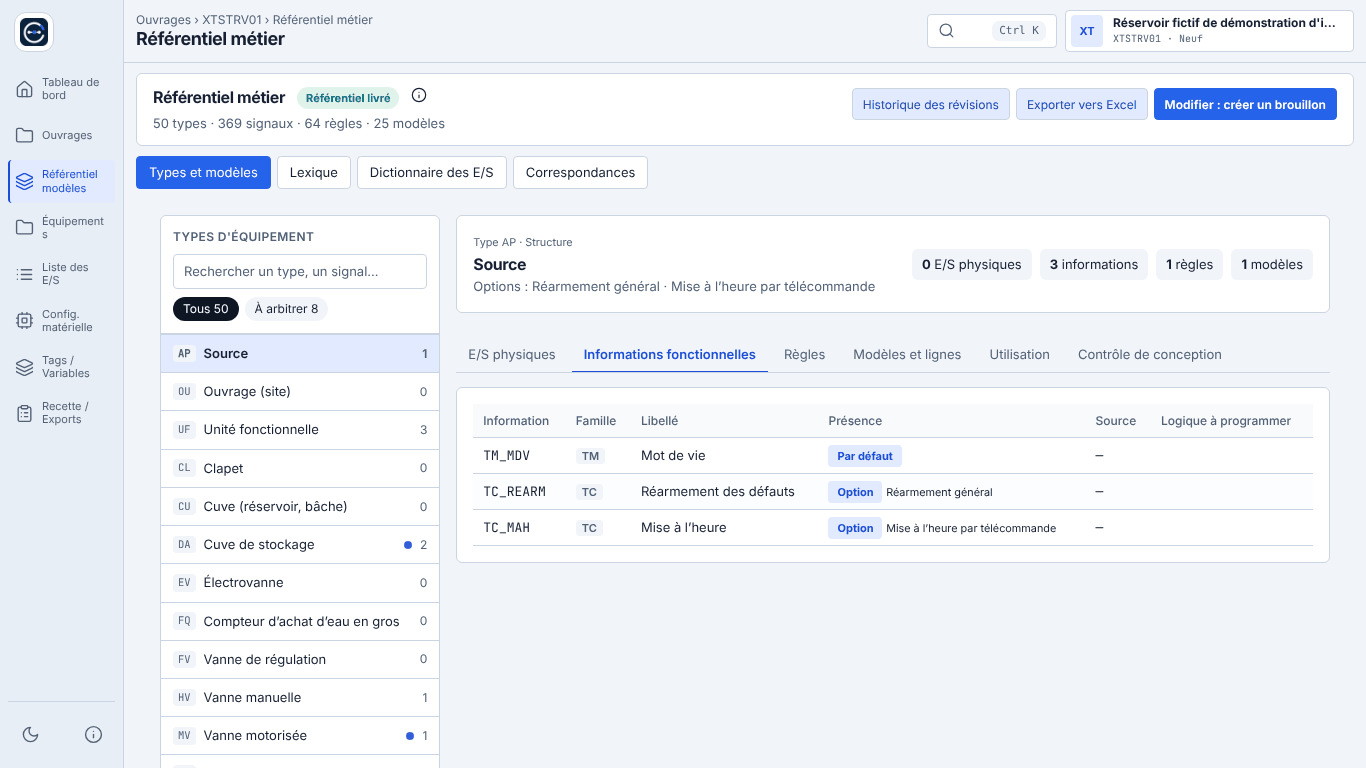 Ouvrages › XTSTRV01 › Référentiel métier
Référentiel métier
Ctrl K
XT
Réservoir fictif de démonstration d'i...
XTSTRV01 · Neuf
Tableau de
bord
Ouvrages
Référentiel
modèles
Équipement
s
Liste des
E/S
Config.
matérielle
Tags /
Variables
Recette /
Exports
Référentiel métier
Référentiel livré
50 types · 369 signaux · 64 règles · 25 modèles
Historique des révisions
Exporter vers Excel
Modifier : créer un brouillon
Types et modèles
Lexique
Dictionnaire des E/S
Correspondances
TYPES D'ÉQUIPEMENT
Rechercher un type, un signal...
Tous 50
À arbitrer 8
AP Source 1
OU Ouvrage (site) 0
UF Unité fonctionnelle 3
CL Clapet 0
CU Cuve (réservoir, bâche) 0
DA Cuve de stockage 2
EV Électrovanne 0
FQ Compteur d’achat d’eau en gros 0
FV Vanne de régulation 0
HV Vanne manuelle 1
MV Vanne motorisée 1
Type AP · Structure
Source
Options : Réarmement général · Mise à l’heure par télécommande
0 E/S physiques
3 informations
1 règles
1 modèles
E/S physiques
Informations fonctionnelles
Règles
Modèles et lignes
Utilisation
Contrôle de conception
Information Famille Libellé Présence Source Logique à programmer
TM_MDV TM Mot de vie Par défaut —
TC_REARM TC Réarmement des défauts Option Réarmement général —
TC_MAH TC Mise à l’heure Option Mise à l’heure par télécommande —